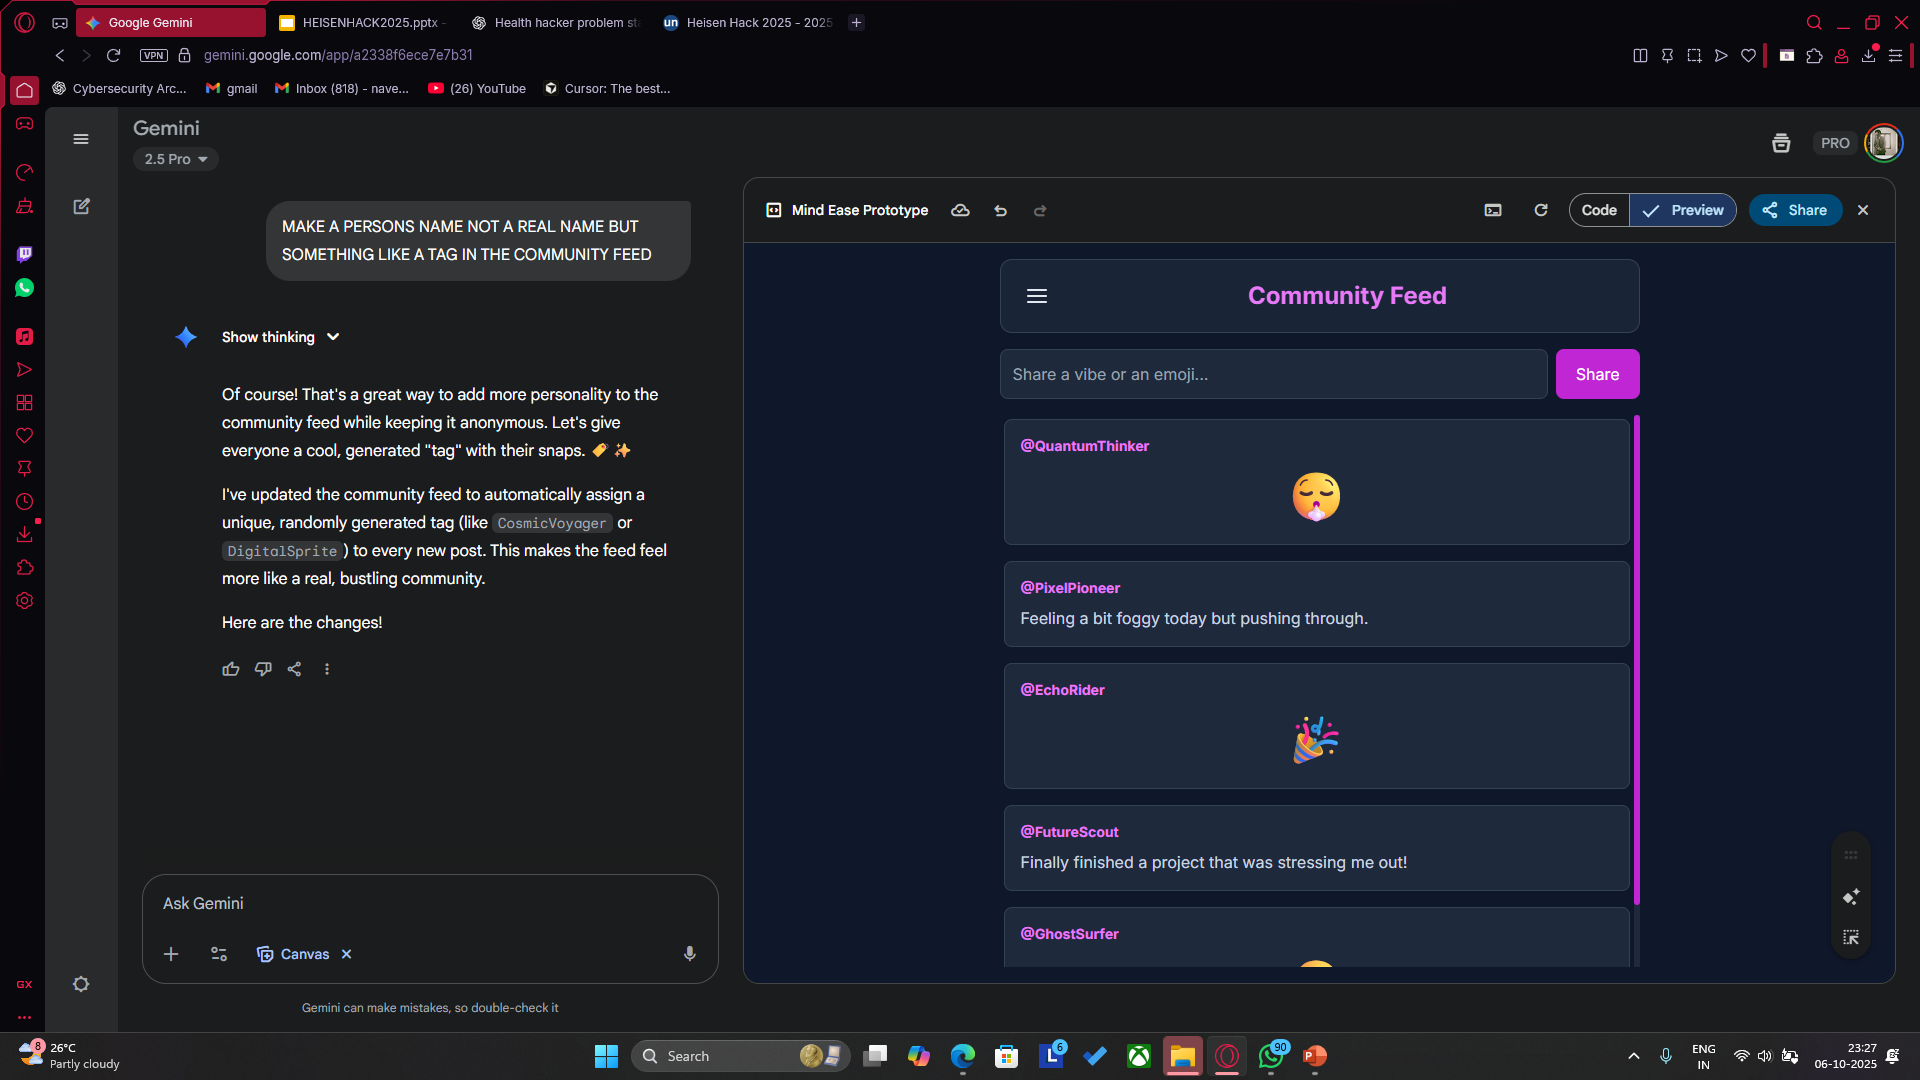 Google Gemini
HEISENHACK2025.pptx -
Health hacker problem sta
Heisen Hack 2025 - 2025
VPN
gemini.google.com/app/a2338f6ece7e7b31
Cybersecurity Arc...
gmail
Inbox (818) - nave...
(26) YouTube
Cursor: The best...
Gemini
2.5 Pro
PRO
MAKE A PERSONS NAME NOT A REAL NAME BUT
SOMETHING LIKE A TAG IN THE COMMUNITY FEED
Show thinking
Of course! That's a great way to add more personality to the
community feed while keeping it anonymous. Let's give
everyone a cool, generated "tag" with their snaps. 🏷️ ✨
I've updated the community feed to automatically assign a
unique, randomly generated tag (like CosmicVoyager or
DigitalSprite) to every new post. This makes the feed feel
more like a real, bustling community.
Here are the changes!
Ask Gemini
Canvas
Gemini can make mistakes, so double-check it
Mind Ease Prototype
Code
Preview
Share
Community Feed
Share a vibe or an emoji...
Share
@QuantumThinker
@PixelPioneer
Feeling a bit foggy today but pushing through.
@EchoRider
@FutureScout
Finally finished a project that was stressing me out!
@GhostSurfer
GX
8
26°C
Partly cloudy
Search
L
6
90
P
ENG
IN
23:27
06-10-2025